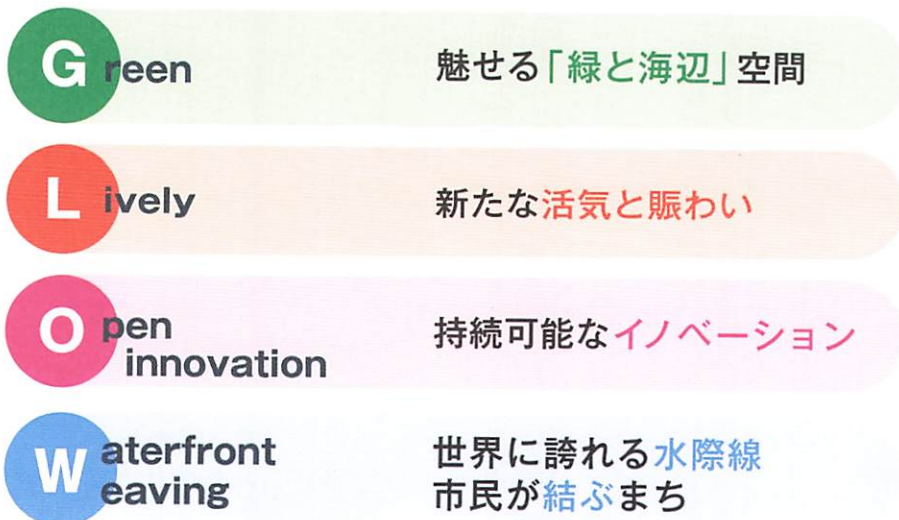 Green 魅せる「緑と海辺」空間
Lively 新たな活気と賑わい
Open 持続可能なイノベーション
innovation
Waterfront 世界に誇れる水際線
Weaving 市民が結ぶまち